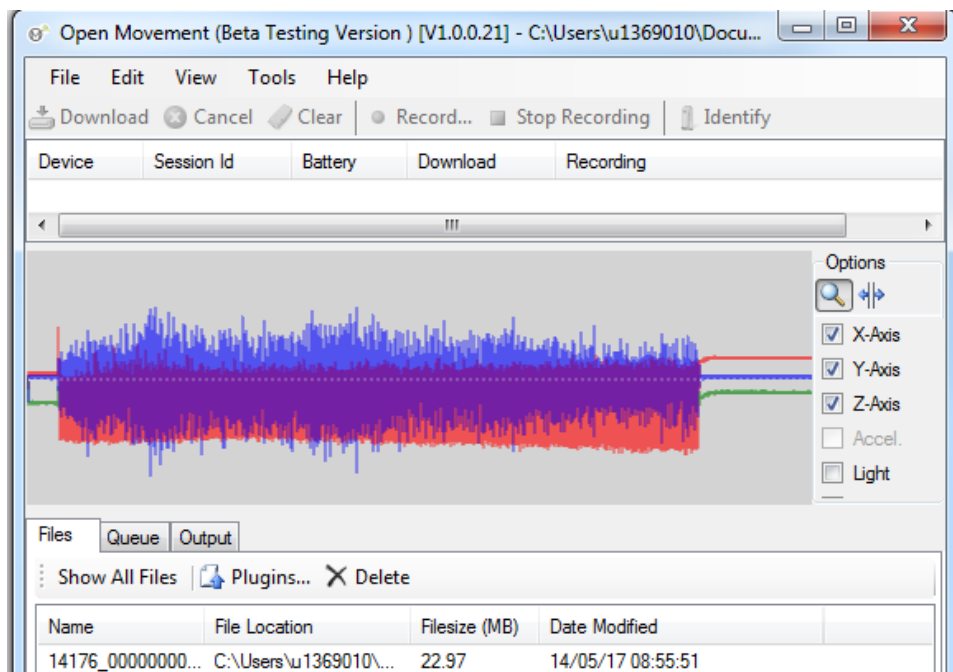 Open Movement (Beta Testing Version ) [V1.0.0.21] - C:\Users\u1369010\Docu...
File Edit View Tools Help
Download Cancel Clear Record... Stop Recording Identify
Device Session Id Battery Download Recording
Options
X-Axis
Y-Axis
Z-Axis
Accel.
Light
Files Queue Output
Show All Files Plugins... Delete
Name File Location Filesize (MB) Date Modified
14176_00000000... C:\Users\u1369010\... 22.97 14/05/17 08:55:51